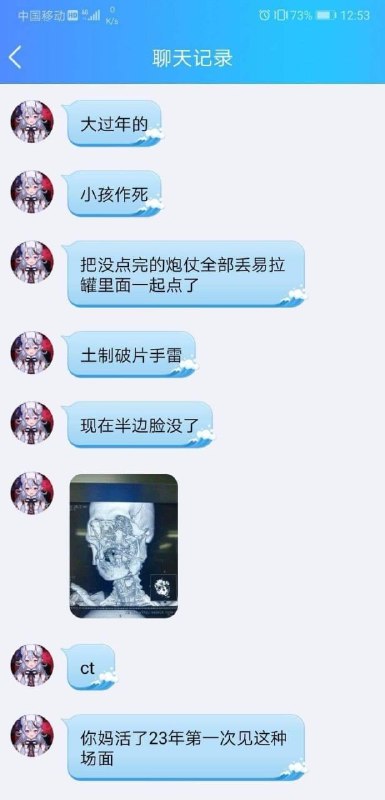 中国移动 HD 4G 0 K/s 73% 12:53
聊天记录
大过年的
小孩作死
把没点完的炮仗全部丢易拉
罐里面一起点了
土制破片手雷
现在半边脸没了
ct
你妈活了23年第一次见这种
场面